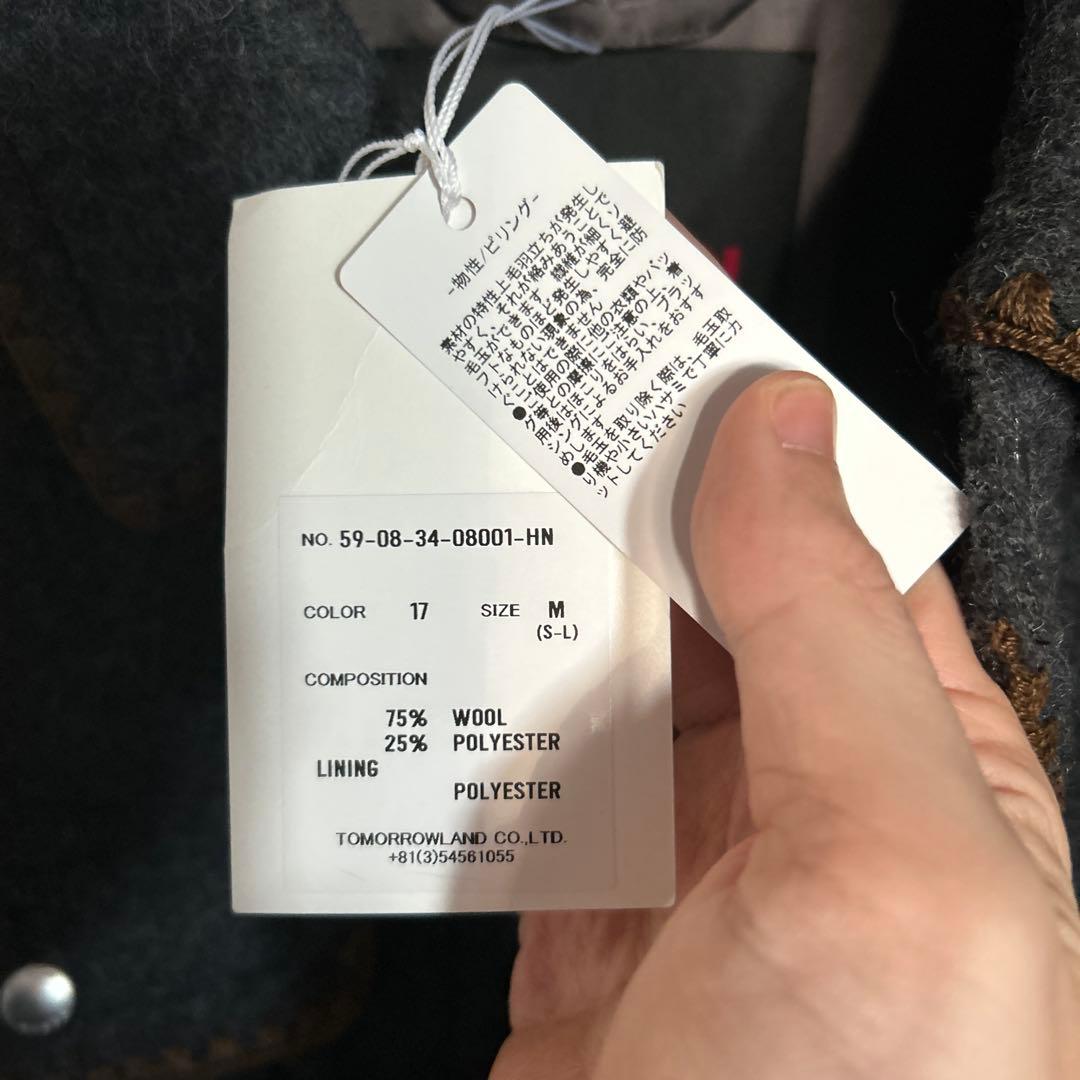 -物性/ピリング-
素材の特性上毛羽立ちが発生し
やすく、それが絡みあうことで
毛玉ができます。繊維が細くソ
フトなものほど発生しやすく避
けられない現象の為、完全に防
ぐことはできません。
●ご使用の際に他の衣類やバッ
グ等との摩擦にご注意の上、着
用後はほこりをはらい、ブラッ
シングによるお手入れをおすす
めします。
●毛玉を取り除く際は、毛玉取
り機や小さいハサミで丁寧にカ
ットしてください
NO. 59-08-34-08001-HN
COLOR 17 SIZE M
(S-L)
COMPOSITION
75% WOOL
25% POLYESTER
LINING
POLYESTER
TOMORROWLAND CO.,LTD.
+81(3)54561055